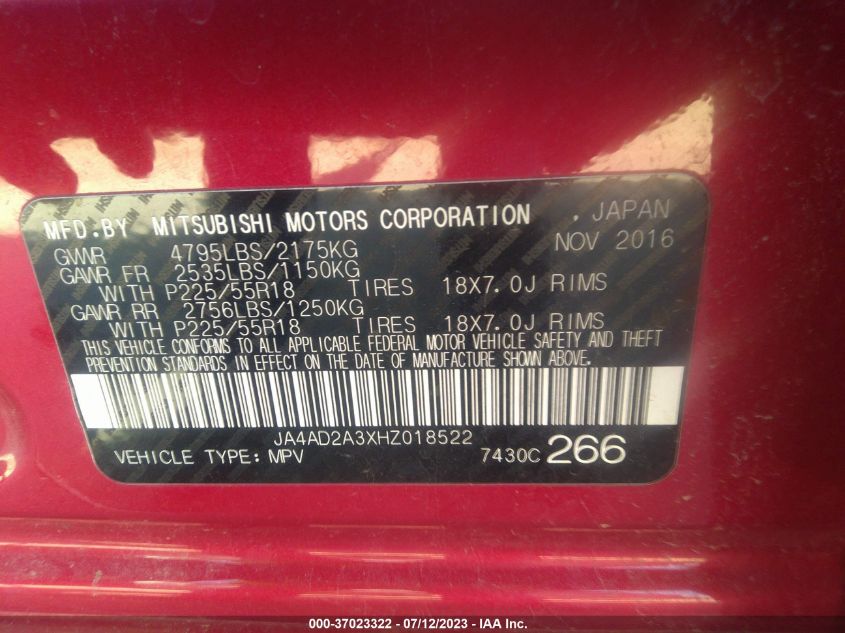 MFD.BY MITSUBISHI MOTORS CORPORATION . JAPAN
GVWR 4795LBS/2175KG NOV 2016
GAWR FR 2535LBS/1150KG
WITH P225/55R18 TIRES 18X7.0J RIMS
GAWR RR 2756LBS/1250KG
WITH P225/55R18 TIRES 18X7.0J RIMS
THIS VEHICLE CONFORMS TO ALL APPLICABLE FEDERAL MOTOR VEHICLE SAFETY AND THEFT
PREVENTION STANDARDS IN EFFECT ON THE DATE OF MANUFACTURE SHOWN ABOVE.
JA4AD2A3XHZ018522
VEHICLE TYPE: MPV 7430C 266
000-37023322 / 07/12/2023 / IAA Inc.